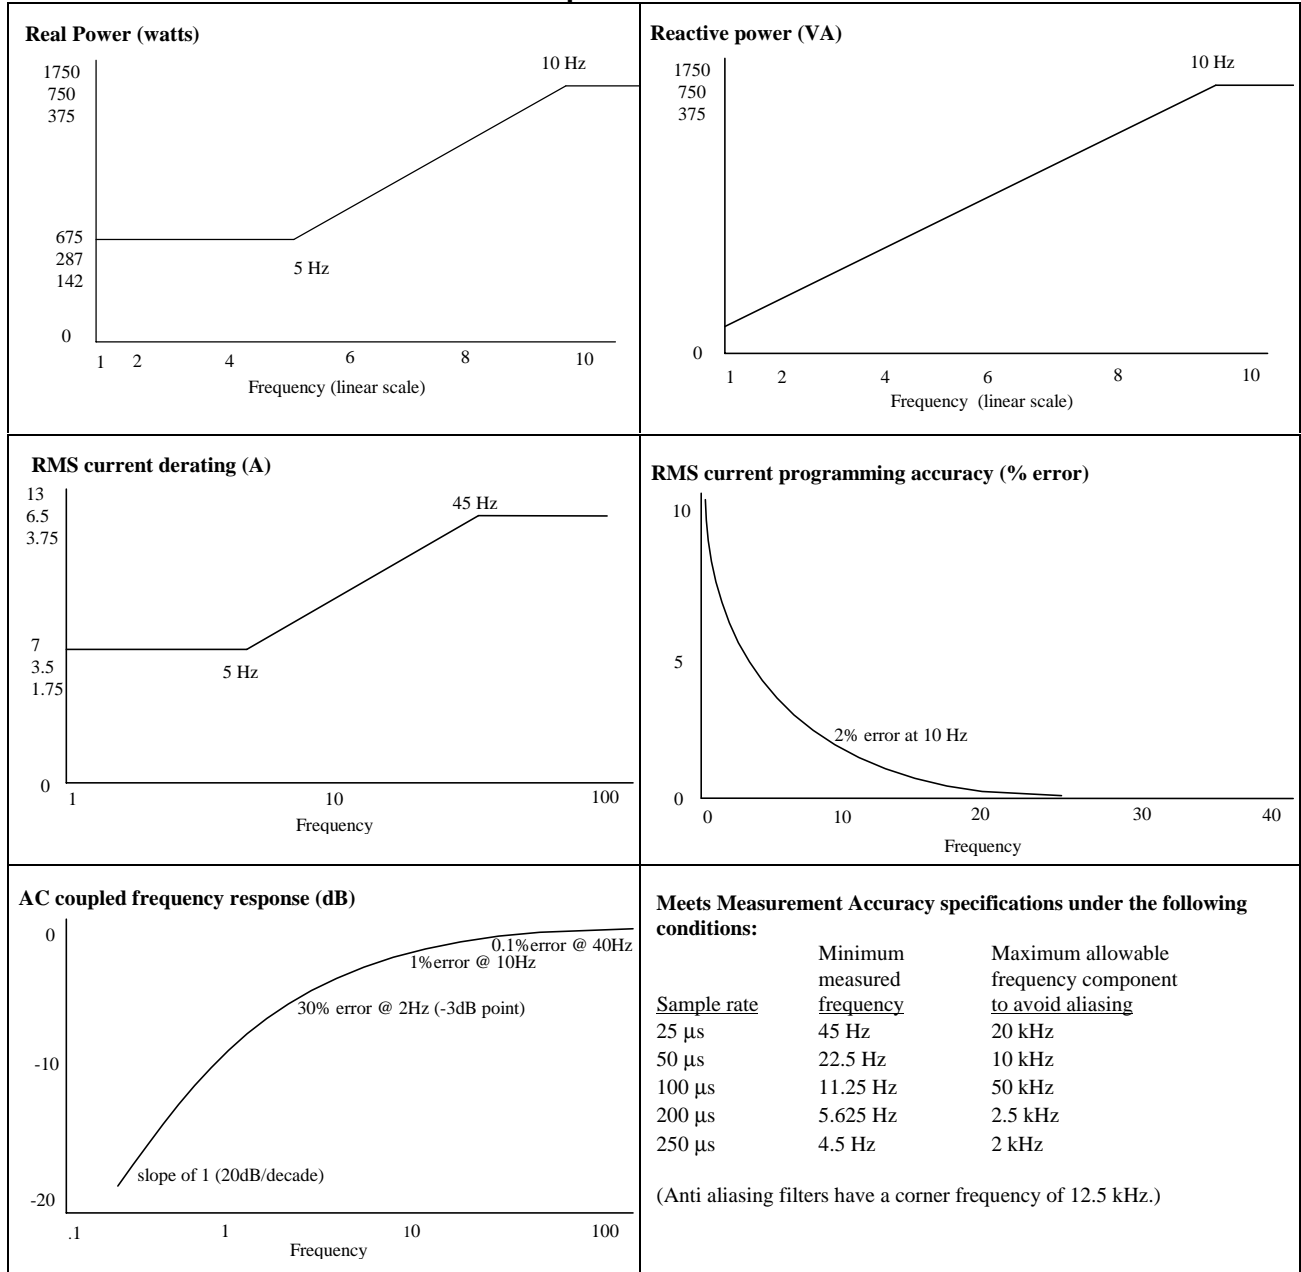 Real Power (watts)
10 Hz
1750
750
375
675
287
142
5 Hz
0
1 2 4 6 8 10
Frequency (linear scale)
Reactive power (VA)
10 Hz
1750
750
375
0
1 2 4 6 8 10
Frequency (linear scale)
RMS current derating (A)
13
6.5
3.75
45 Hz
7
3.5
1.75
5 Hz
0
1 10 100
Frequency
RMS current programming accuracy (% error)
10
5
2% error at 10 Hz
0
0 10 20 30 40
Frequency
AC coupled frequency response (dB)
0
0.1%error @ 40Hz
1%error @ 10Hz
30% error @ 2Hz (-3dB point)
-10
slope of 1 (20dB/decade)
-20
.1 1 10 100
Frequency
Meets Measurement Accuracy specifications under the following
conditions:
Minimum Maximum allowable
measured frequency component
Sample rate frequency to avoid aliasing
25 µs 45 Hz 20 kHz
50 µs 22.5 Hz 10 kHz
100 µs 11.25 Hz 50 kHz
200 µs 5.625 Hz 2.5 kHz
250 µs 4.5 Hz 2 kHz
(Anti aliasing filters have a corner frequency of 12.5 kHz.)